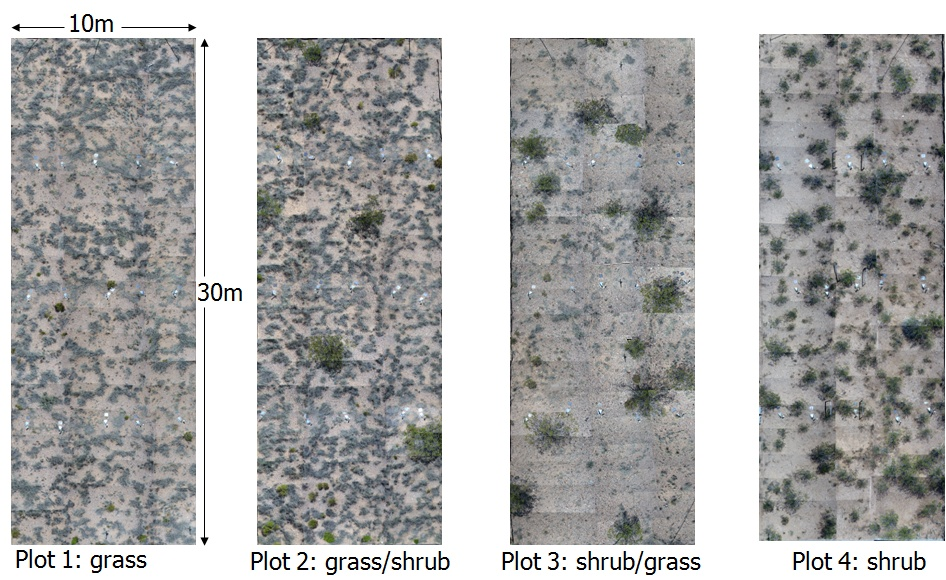 10m
30m
Plot 1: grass
Plot 2: grass/shrub
Plot 3: shrub/grass
Plot 4: shrub